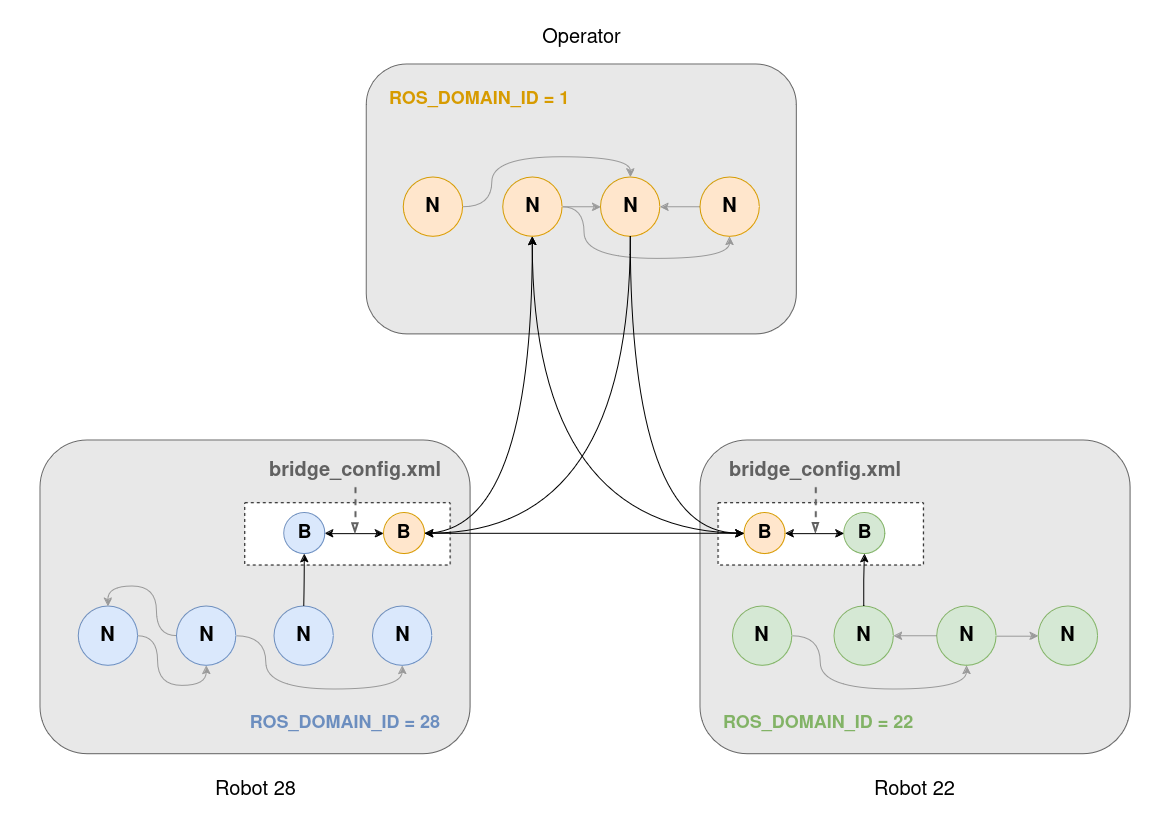 Operator
ROS_DOMAIN_ID = 1
N N N N
bridge_config.xml
B B
N N N N
ROS_DOMAIN_ID = 28
Robot 28
bridge_config.xml
B B
N N N N
ROS_DOMAIN_ID = 22
Robot 22